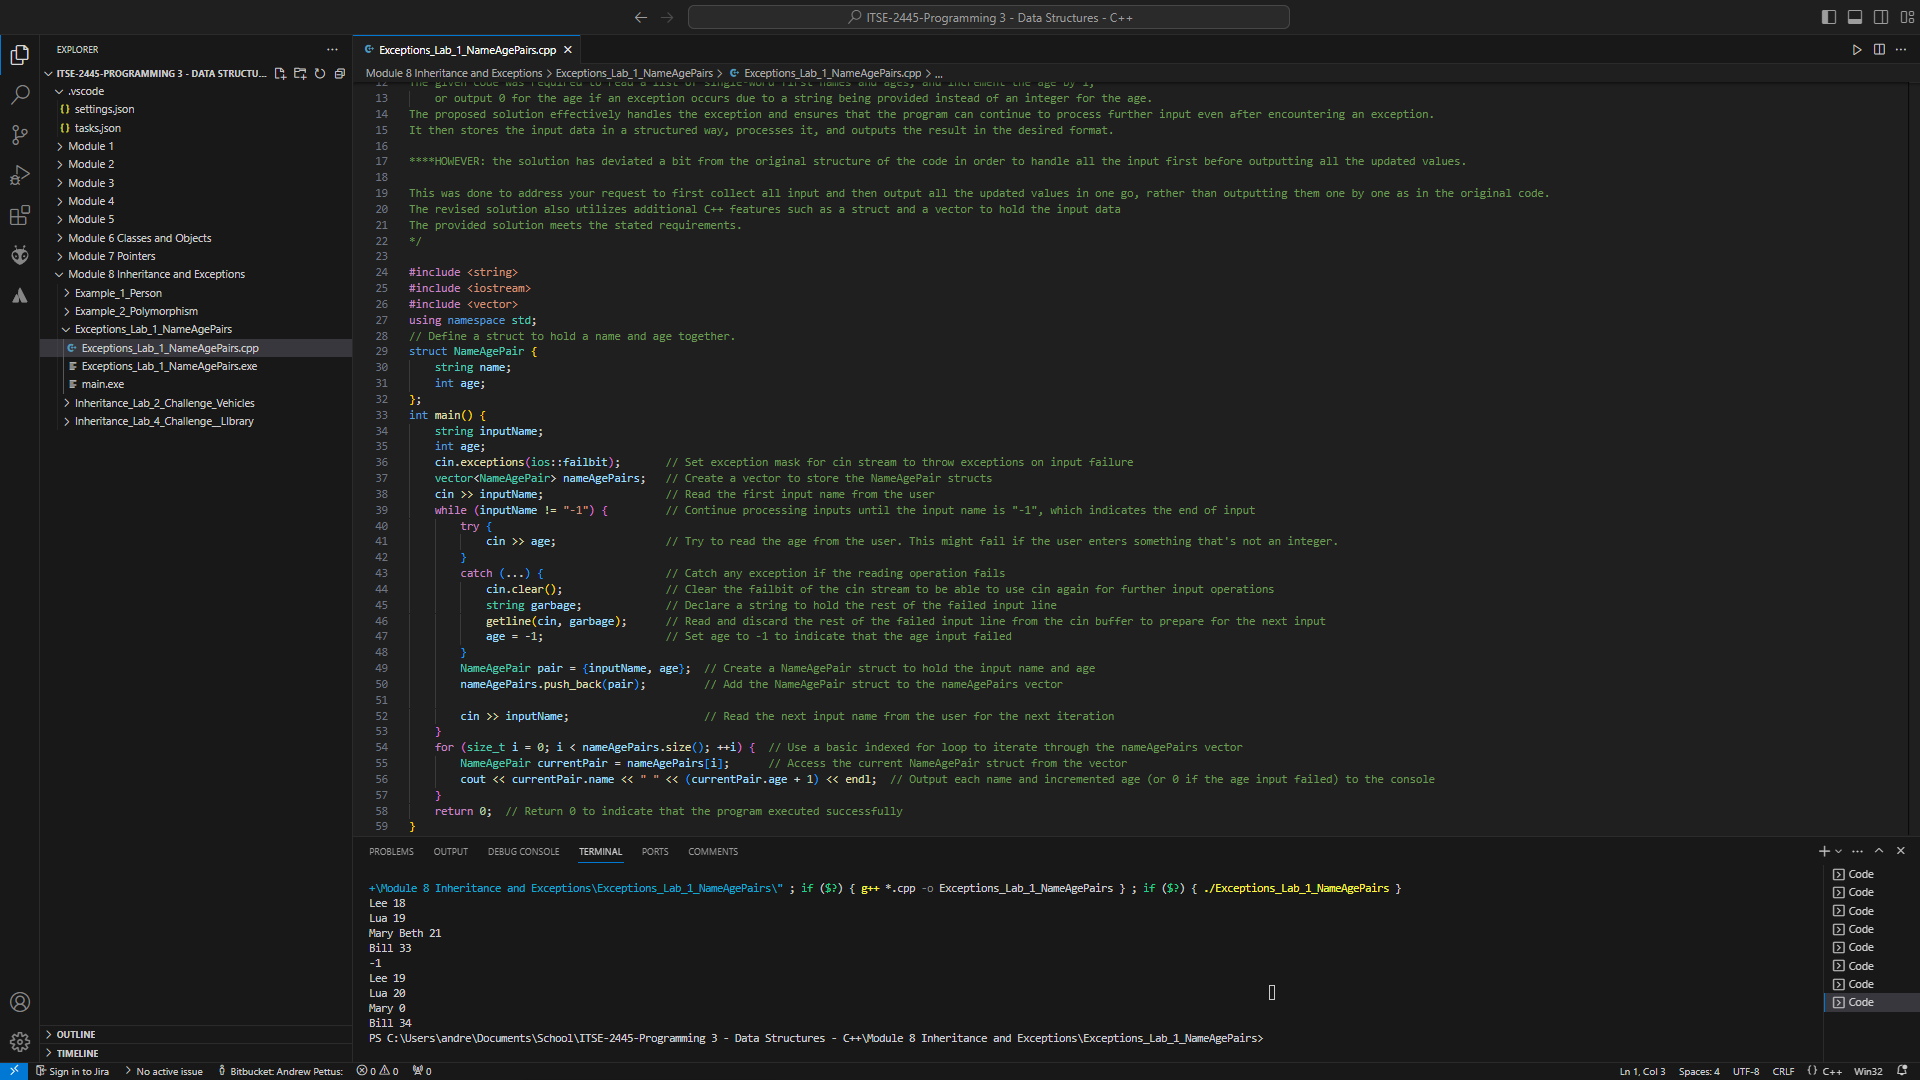 ITSE-2445-Programming 3 - Data Structures - C++
EXPLORER
ITSE-2445-PROGRAMMING 3 - DATA STRUCTU...
.vscode
settings.json
tasks.json
Module 1
Module 2
Module 3
Module 4
Module 5
Module 6 Classes and Objects
Module 7 Pointers
Module 8 Inheritance and Exceptions
Example_1_Person
Example_2_Polymorphism
Exceptions_Lab_1_NameAgePairs
Exceptions_Lab_1_NameAgePairs.cpp
Exceptions_Lab_1_NameAgePairs.exe
main.exe
Inheritance_Lab_2_Challenge_Vehicles
Inheritance_Lab_4_Challenge__LIbrary
OUTLINE
TIMELINE
Exceptions_Lab_1_NameAgePairs.cpp
Module 8 Inheritance and Exceptions > Exceptions_Lab_1_NameAgePairs > Exceptions_Lab_1_NameAgePairs.cpp > ...
12 The given code was required to read a list of single-word first names and ages, and increment the age by 1,
13 or output 0 for the age if an exception occurs due to a string being provided instead of an integer for the age.
14 The proposed solution effectively handles the exception and ensures that the program can continue to process further input even after encountering an exception.
15 It then stores the input data in a structured way, processes it, and outputs the result in the desired format.
16
17 ****HOWEVER: the solution has deviated a bit from the original structure of the code in order to handle all the input first before outputting all the updated values.
18
19 This was done to address your request to first collect all input and then output all the updated values in one go, rather than outputting them one by one as in the original code.
20 The revised solution also utilizes additional C++ features such as a struct and a vector to hold the input data
21 The provided solution meets the stated requirements.
22 */
23
24 #include <string>
25 #include <iostream>
26 #include <vector>
27 using namespace std;
28 // Define a struct to hold a name and age together.
29 struct NameAgePair {
30 string name;
31 int age;
32 };
33 int main() {
34 string inputName;
35 int age;
36 cin.exceptions(ios::failbit); // Set exception mask for cin stream to throw exceptions on input failure
37 vector<NameAgePair> nameAgePairs; // Create a vector to store the NameAgePair structs
38 cin >> inputName; // Read the first input name from the user
39 while (inputName != "-1") { // Continue processing inputs until the input name is "-1", which indicates the end of input
40 try {
41 cin >> age; // Try to read the age from the user. This might fail if the user enters something that's not an integer.
42 }
43 catch (...) { // Catch any exception if the reading operation fails
44 cin.clear(); // Clear the failbit of the cin stream to be able to use cin again for further input operations
45 string garbage; // Declare a string to hold the rest of the failed input line
46 getline(cin, garbage); // Read and discard the rest of the failed input line from the cin buffer to prepare for the next input
47 age = -1; // Set age to -1 to indicate that the age input failed
48 }
49 NameAgePair pair = {inputName, age}; // Create a NameAgePair struct to hold the input name and age
50 nameAgePairs.push_back(pair); // Add the NameAgePair struct to the nameAgePairs vector
51
52 cin >> inputName; // Read the next input name from the user for the next iteration
53 }
54 for (size_t i = 0; i < nameAgePairs.size(); ++i) { // Use a basic indexed for loop to iterate through the nameAgePairs vector
55 NameAgePair currentPair = nameAgePairs[i]; // Access the current NameAgePair struct from the vector
56 cout << currentPair.name << " " << (currentPair.age + 1) << endl; // Output each name and incremented age (or 0 if the age input failed) to the console
57 }
58 return 0; // Return 0 to indicate that the program executed successfully
59 }
PROBLEMS OUTPUT DEBUG CONSOLE TERMINAL PORTS COMMENTS
+\Module 8 Inheritance and Exceptions\Exceptions_Lab_1_NameAgePairs\" ; if ($?) { g++ *.cpp -o Exceptions_Lab_1_NameAgePairs } ; if ($?) { ./Exceptions_Lab_1_NameAgePairs }
Lee 18
Lua 19
Mary Beth 21
Bill 33
-1
Lee 19
Lua 20
Mary 0
Bill 34
PS C:\Users\andre\Documents\School\ITSE-2445-Programming 3 - Data Structures - C++\Module 8 Inheritance and Exceptions\Exceptions_Lab_1_NameAgePairs>
Code
Code
Code
Code
Code
Code
Code
Code
Sign in to Jira No active issue Bitbucket: Andrew Pettus: 0 0 0 Ln 1, Col 3 Spaces: 4 UTF-8 CRLF {} C++ Win32